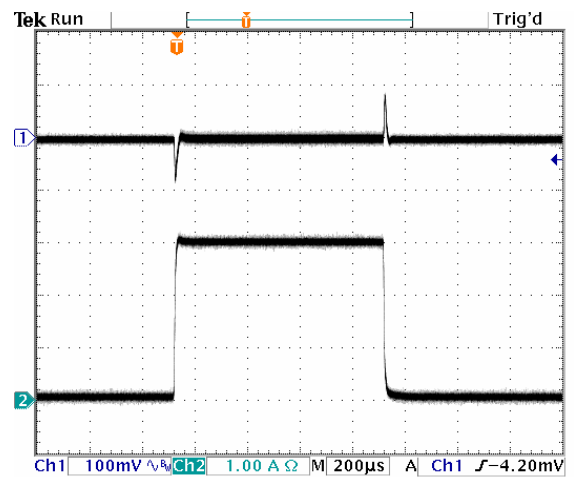 Tek Run Trig'd
T
T
1
2
Ch1 100mV ∿BW Ch2 1.00 A Ω M 200µs A Ch1 ƒ -4.20mV